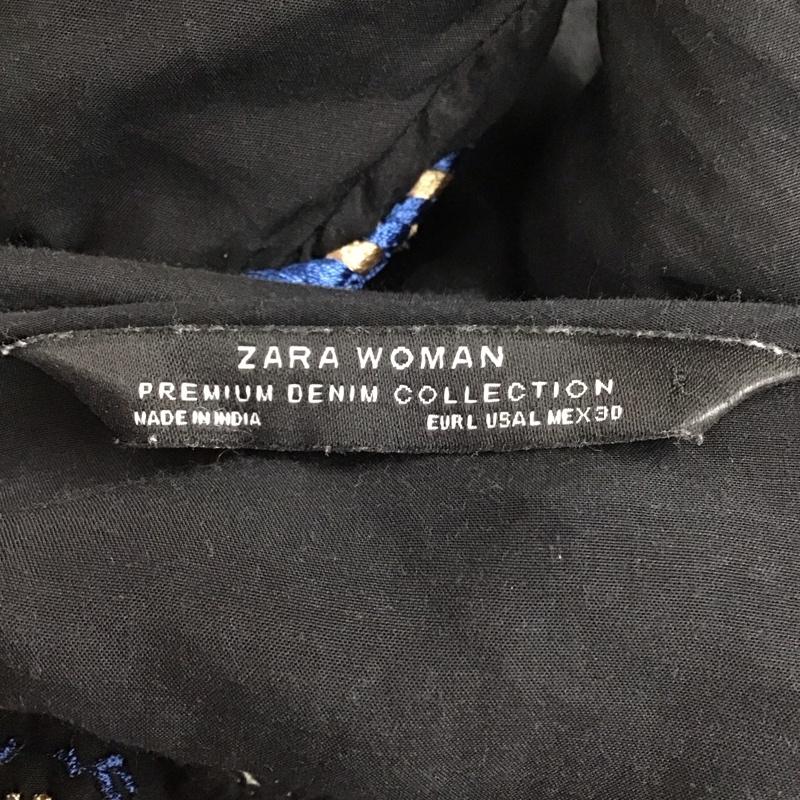 ZARA WOMAN
PREMIUM DENIM COLLECTION
MADE IN INDIA EUR L USA L MEX 30